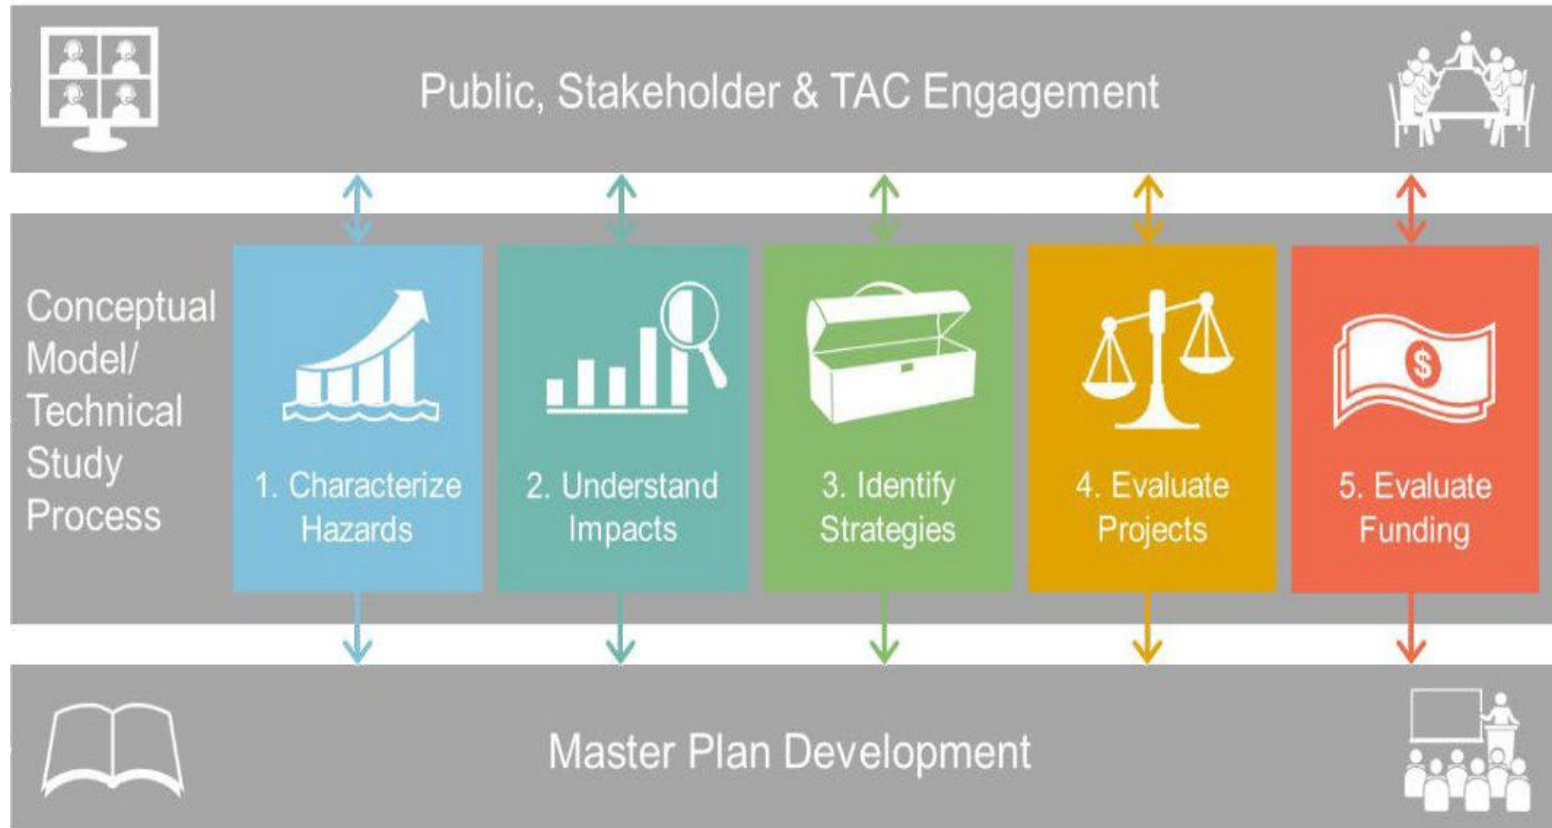 Public, Stakeholder & TAC Engagement
Conceptual
Model/
Technical
Study
Process
1. Characterize
Hazards
2. Understand
Impacts
3. Identify
Strategies
4. Evaluate
Projects
$
5. Evaluate
Funding
Master Plan Development